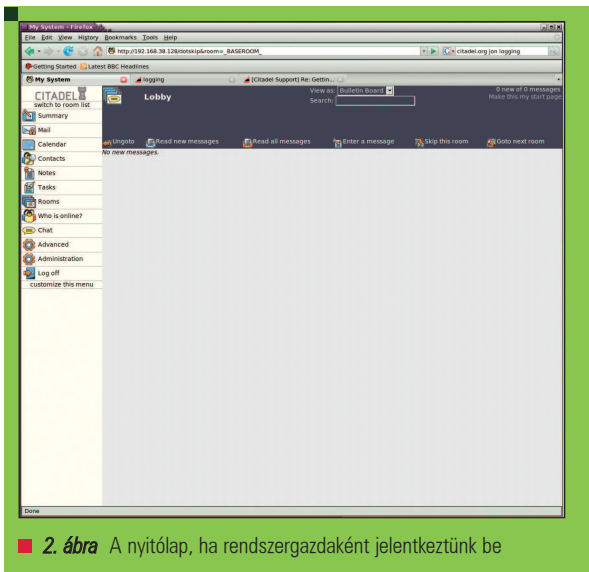 My System - Firefox
File Edit View History Bookmarks Tools Help
http://192.168.38.128/dotskip&room=_BASEROOM_
citadel.org jon logging
Getting Started Latest BBC Headlines
My System logging [Citadel Support] Re: Gettin...
CITADEL
switch to room list
Summary
Mail
Calendar
Contacts
Notes
Tasks
Rooms
Who is online?
Chat
Advanced
Administration
Log off
customize this menu
Lobby
View as: Bulletin Board
Search:
0 new of 0 messages
Make this my start page
Ungoto Read new messages Read all messages Enter a message Skip this room Goto next room
No new messages.
Done
2. ábra A nyitólap, ha rendszergazdaként jelentkeztünk be